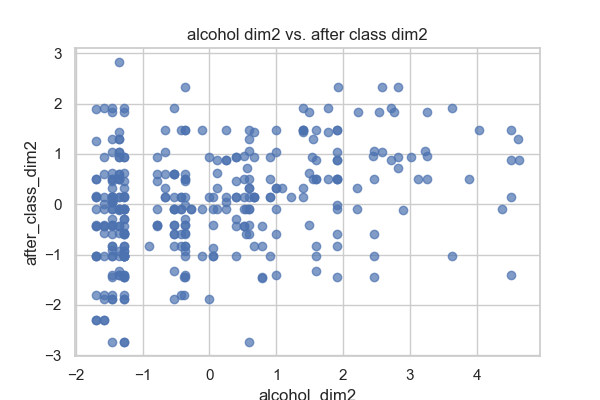 alcohol dim2 vs. after class dim2
3
2
1
0
−1
−2
−3
after_class_dim2
−2 −1 0 1 2 3 4
alcohol_dim2